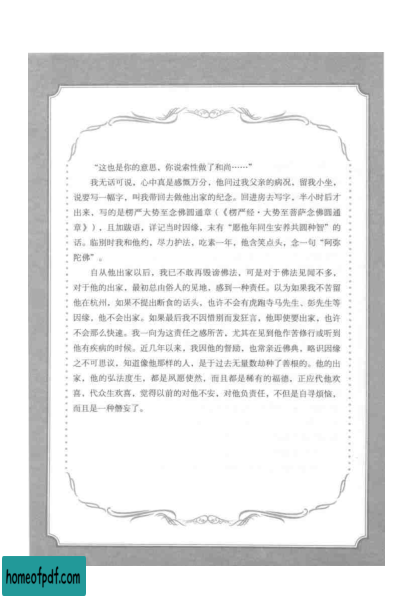 “这也是你的意思，你说索性做了和尚……”
我无话可说，心中真是感慨万分，他问过我父亲的病况，留我小坐，
说要写一幅字，叫我带回去做他出家的纪念。回进房去写字，半小时后才
出来，写的是楞严大势至念佛圆通章（《楞严经·大势至菩萨念佛圆通
章》），且加跋语，详记当时因缘，末有“愿他年同生安养共圆种智”的
话。临别时我和他约，尽力护法，吃素一年，他含笑点头，念一句“阿弥
陀佛”。
自从他出家以后，我已不敢再毁谤佛法，可是对于佛法见闻不多，
对于他的出家，最初总由俗人的见地，感到一种责任。以为如果我不苦留
他在杭州，如果不提出断食的话头，也许不会有虎跑寺马先生、彭先生等
因缘，他不会出家。如果最后我不因惜别而发狂言，他即使要出家，也许
不会那么快速。我一向为这责任之感所苦，尤其在见到他作苦修行或听到
他有疾病的时候。近几年以来，我因他的督励，也常亲近佛典，略识因缘
之不可思议，知道像他那样的人，是于过去无量数劫种了善根的。他的出
家，他的弘法度生，都是夙愿使然，而且都是稀有的福德，正应代他欢
喜，代众生欢喜，觉得以前的对他不安，对他负责任，不但是自寻烦恼，
而且是一种僭妄了。
homeofpdf.com